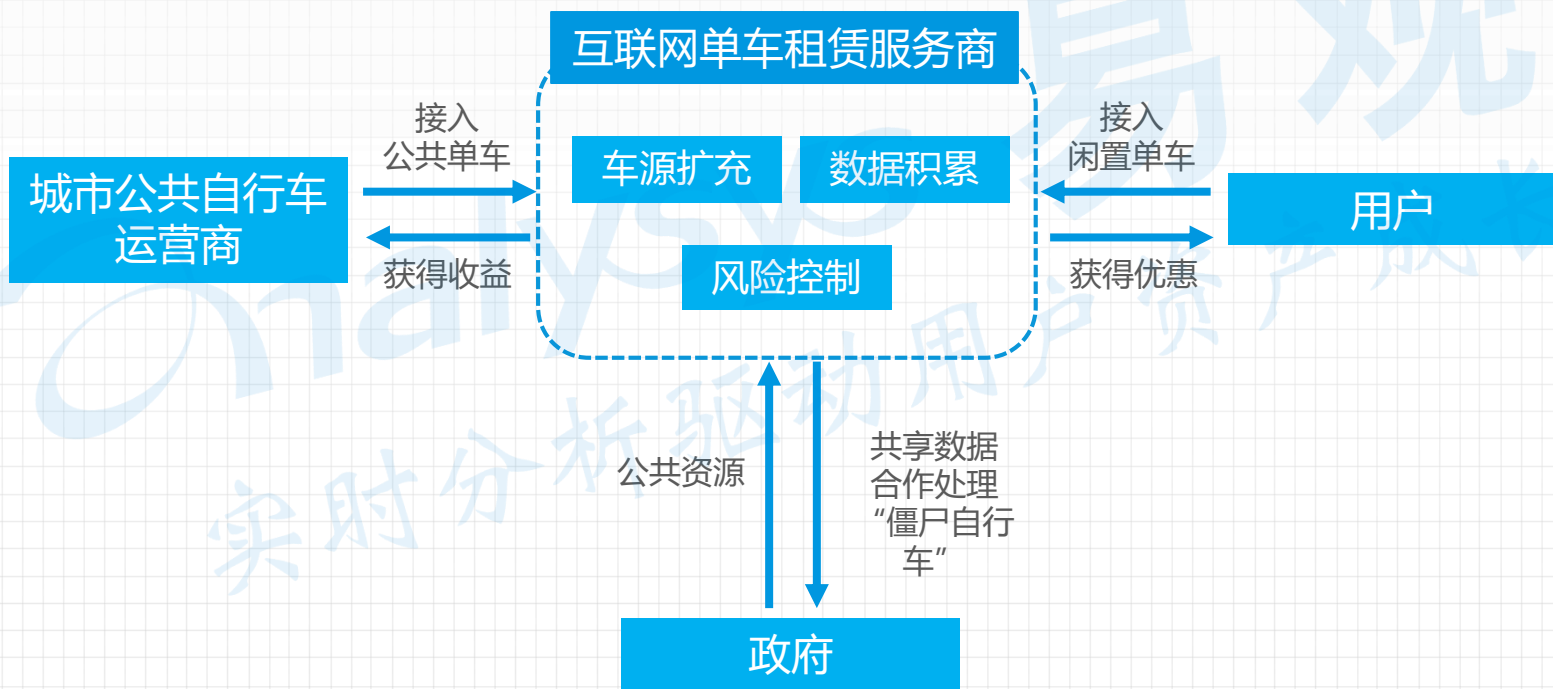 互联网单车租赁服务商
接入
公共单车
城市公共自行车
运营商
获得收益
车源扩充
数据积累
风险控制
接入
闲置单车
用户
获得优惠
公共资源
共享数据
合作处理
“僵尸自行
车”
政府
nalysys 易观
实时分析驱动用户资产成长